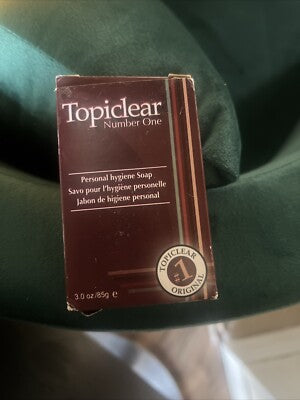 Topiclear
Number One
Personal hygiene Soap
Savo pour l'hygiène personelle
Jabon de higiene personal
TOPICLEAR
#1
ORIGINAL
3.0 oz/85g e